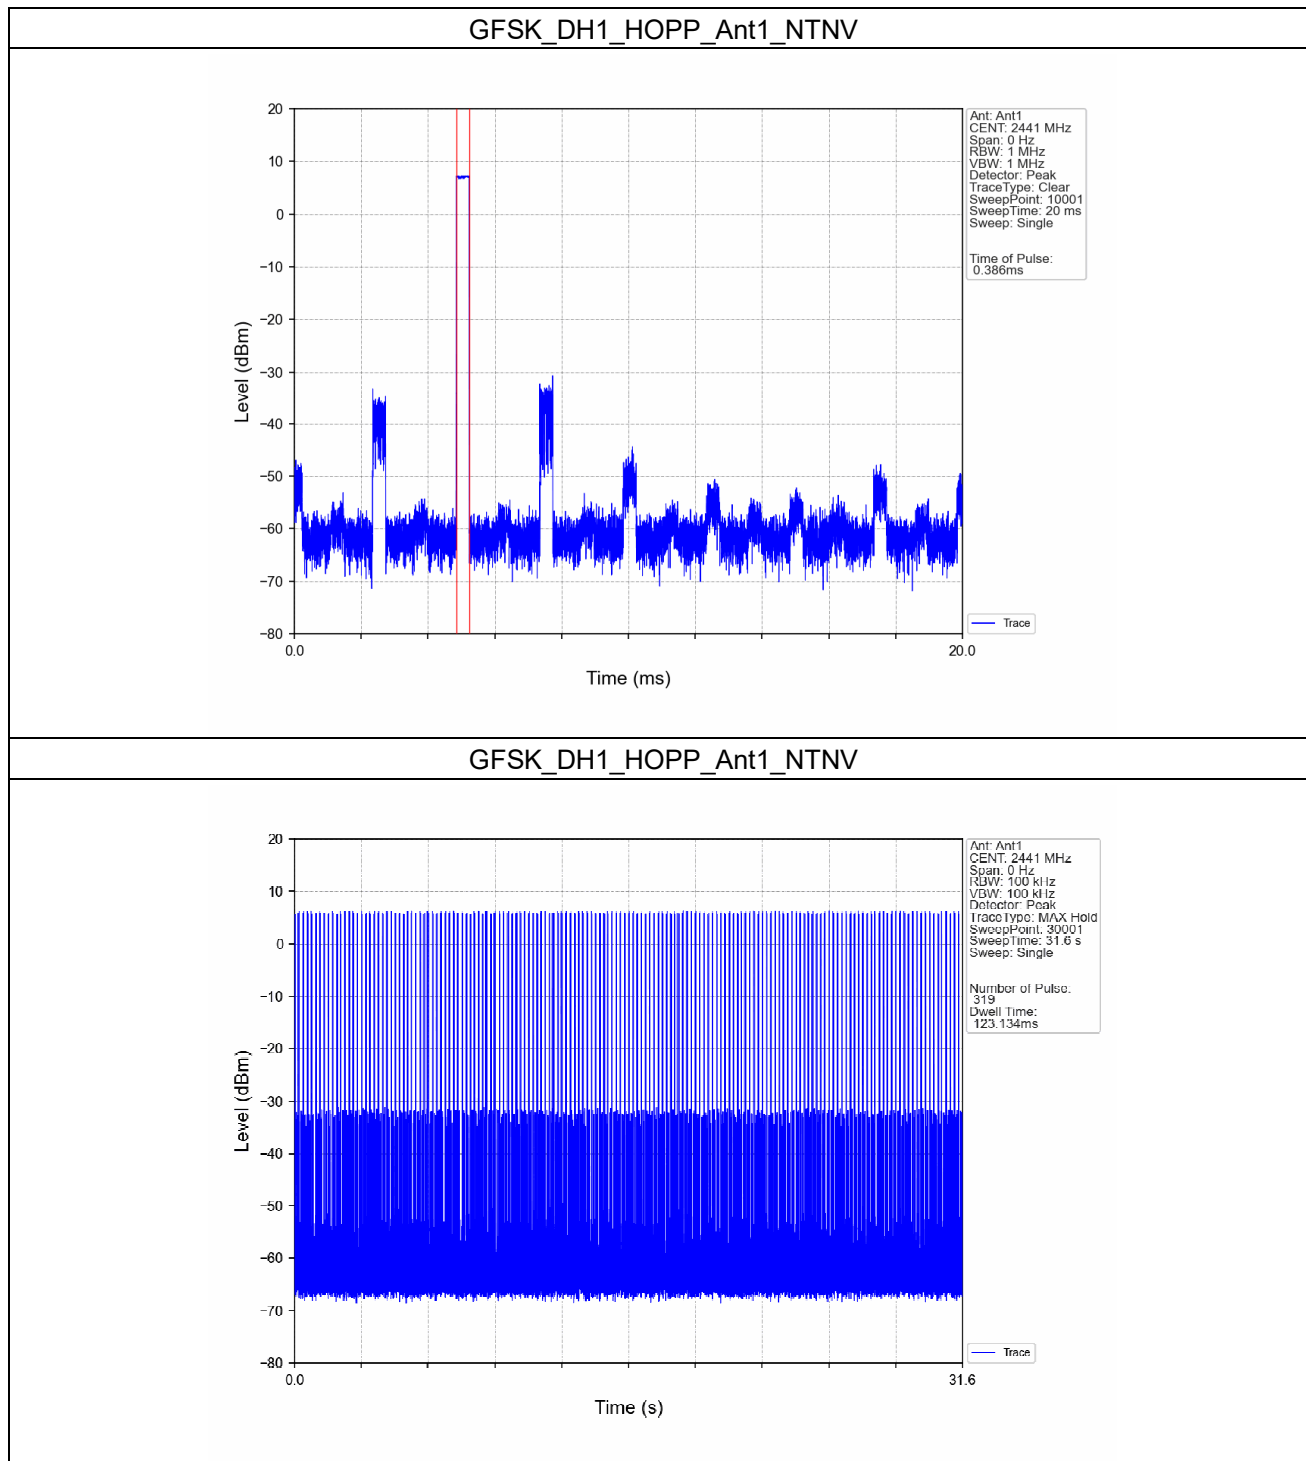 GFSK_DH1_HOPP_Ant1_NTNV
20
10
0
−10
−20
−30
−40
−50
−60
−70
−80
Level (dBm)
0.0
20.0
Time (ms)
Ant: Ant1
CENT: 2441 MHz
Span: 0 Hz
RBW: 1 MHz
VBW: 1 MHz
Detector: Peak
TraceType: Clear
SweepPoint: 10001
SweepTime: 20 ms
Sweep: Single
Time of Pulse:
0.386ms
Trace
GFSK_DH1_HOPP_Ant1_NTNV
20
10
0
−10
−20
−30
−40
−50
−60
−70
−80
Level (dBm)
0.0
31.6
Time (s)
Ant: Ant1
CENT: 2441 MHz
Span: 0 Hz
RBW: 100 kHz
VBW: 100 kHz
Detector: Peak
TraceType: MAX Hold
SweepPoint: 30001
SweepTime: 31.6 s
Sweep: Single
Number of Pulse:
319
Dwell Time:
123.134ms
Trace